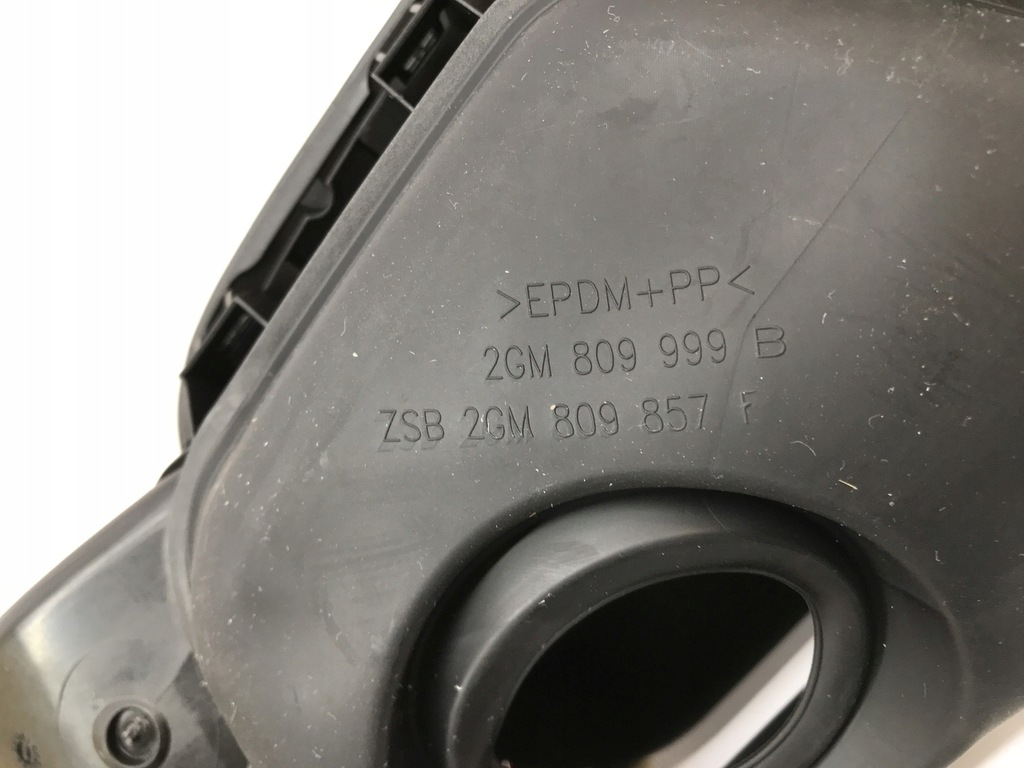 >EPDM+PP<
2GM 809 999 B
ZSB 2GM 809 857 F